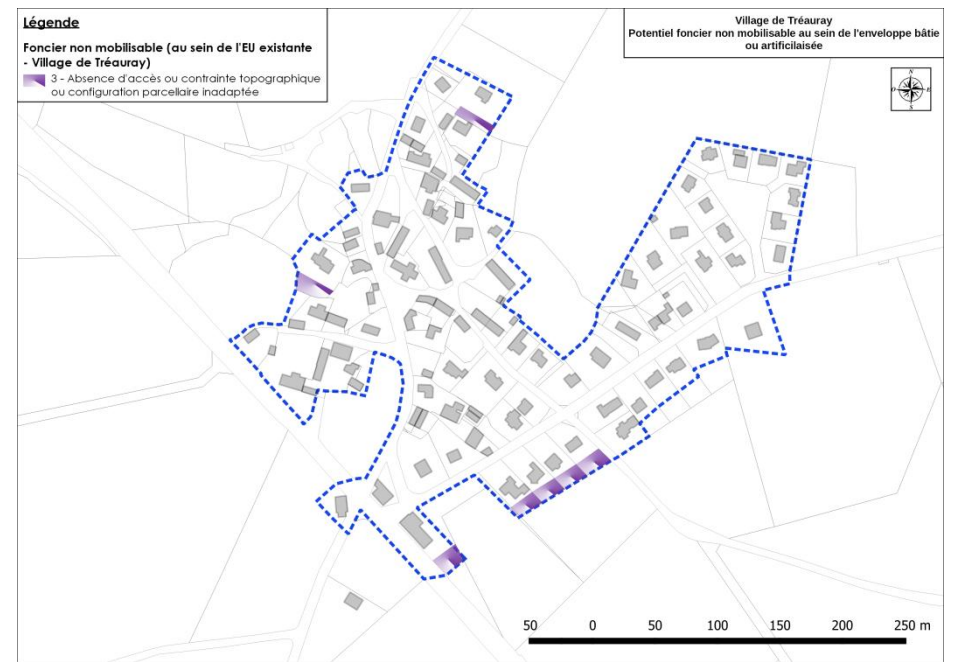 Légende
Foncier non mobilisable (au sein de l'EU existante
- Village de Tréauray)
3 - Absence d'accès ou contrainte topographique
ou configuration parcellaire inadaptée
Village de Tréauray
Potentiel foncier non mobilisable au sein de l'enveloppe bâtie
ou artificilaisée
N
O E
S
50 0 50 100 150 200 250 m